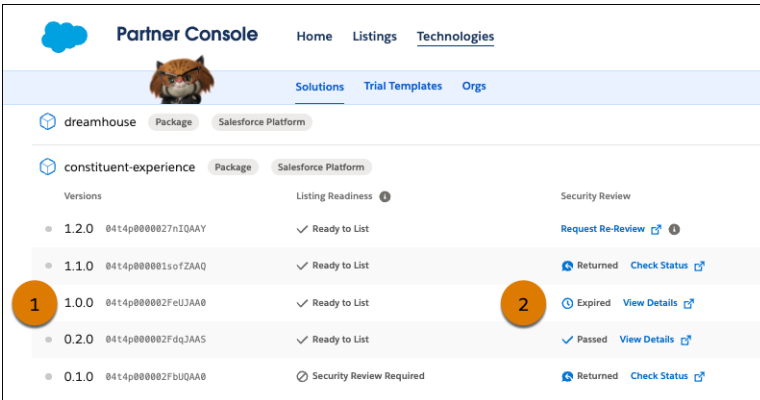 Partner Console Home Listings Technologies
Solutions Trial Templates Orgs
dreamhouse Package Salesforce Platform
constituent-experience Package Salesforce Platform
Versions Listing Readiness Security Review
1.2.0 04t4p0000027nIQAAY Ready to List Request Re-Review
1.1.0 04t4p000001sofZAAQ Ready to List Returned Check Status
1 1.0.0 04t4p000002FeUJAA0 Ready to List 2 Expired View Details
0.2.0 04t4p000002FdqJAAS Ready to List Passed View Details
0.1.0 04t4p000002FbUQAA0 Security Review Required Returned Check Status